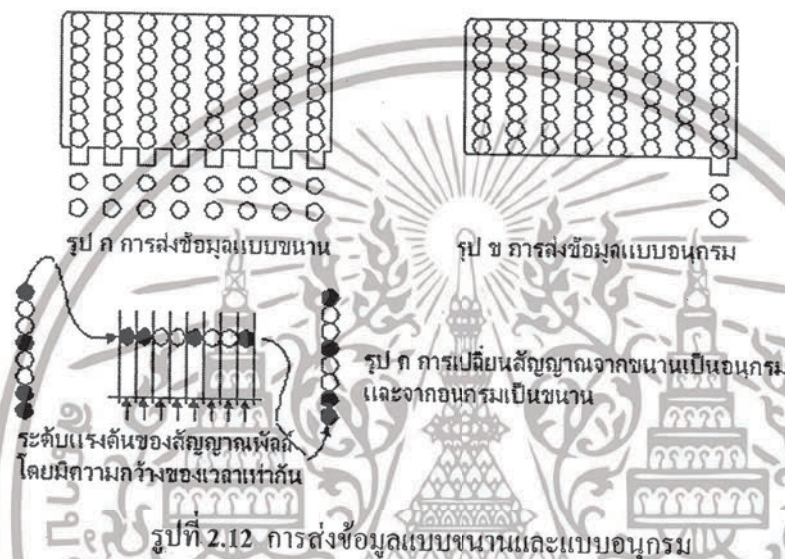 รูป ก การส่งข้อมูลแบบขนาน
รูป ข การส่งข้อมูลแบบอนุกรม
รูป ค การเปลี่ยนสัญญาณจากขนานเป็นอนุกรม
และจากอนุกรมเป็นขนาน
ระดับแรงดันของสัญญาณพัลล์
โดยมีความกว้างของเวลาเท่ากัน
รูปที่ 2.12 การส่งข้อมูลแบบขนานและแบบอนุกรม